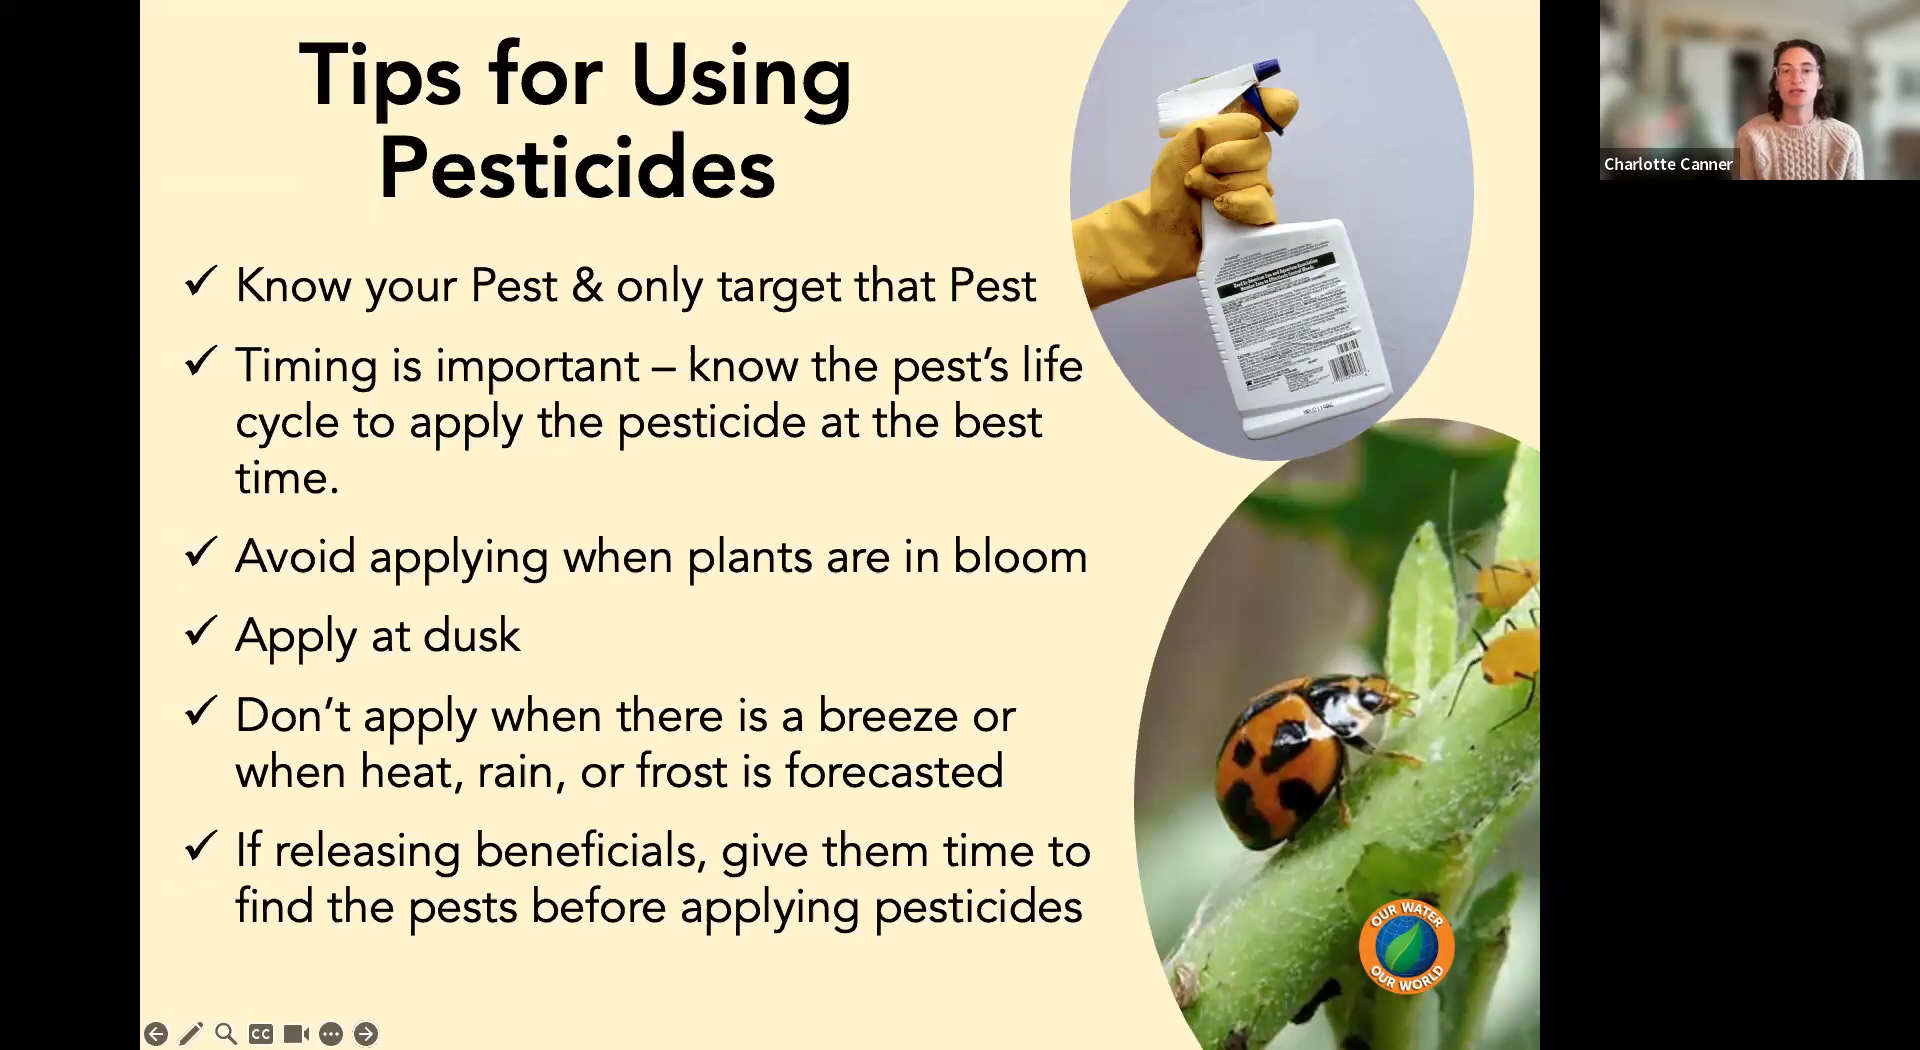 Tips for Using
Pesticides
✓ Know your Pest & only target that Pest
✓ Timing is important – know the pest’s life
cycle to apply the pesticide at the best
time.
✓ Avoid applying when plants are in bloom
✓ Apply at dusk
✓ Don’t apply when there is a breeze or
when heat, rain, or frost is forecasted
✓ If releasing beneficials, give them time to
find the pests before applying pesticides
OUR WATER
OUR WORLD
CC
Charlotte Canner